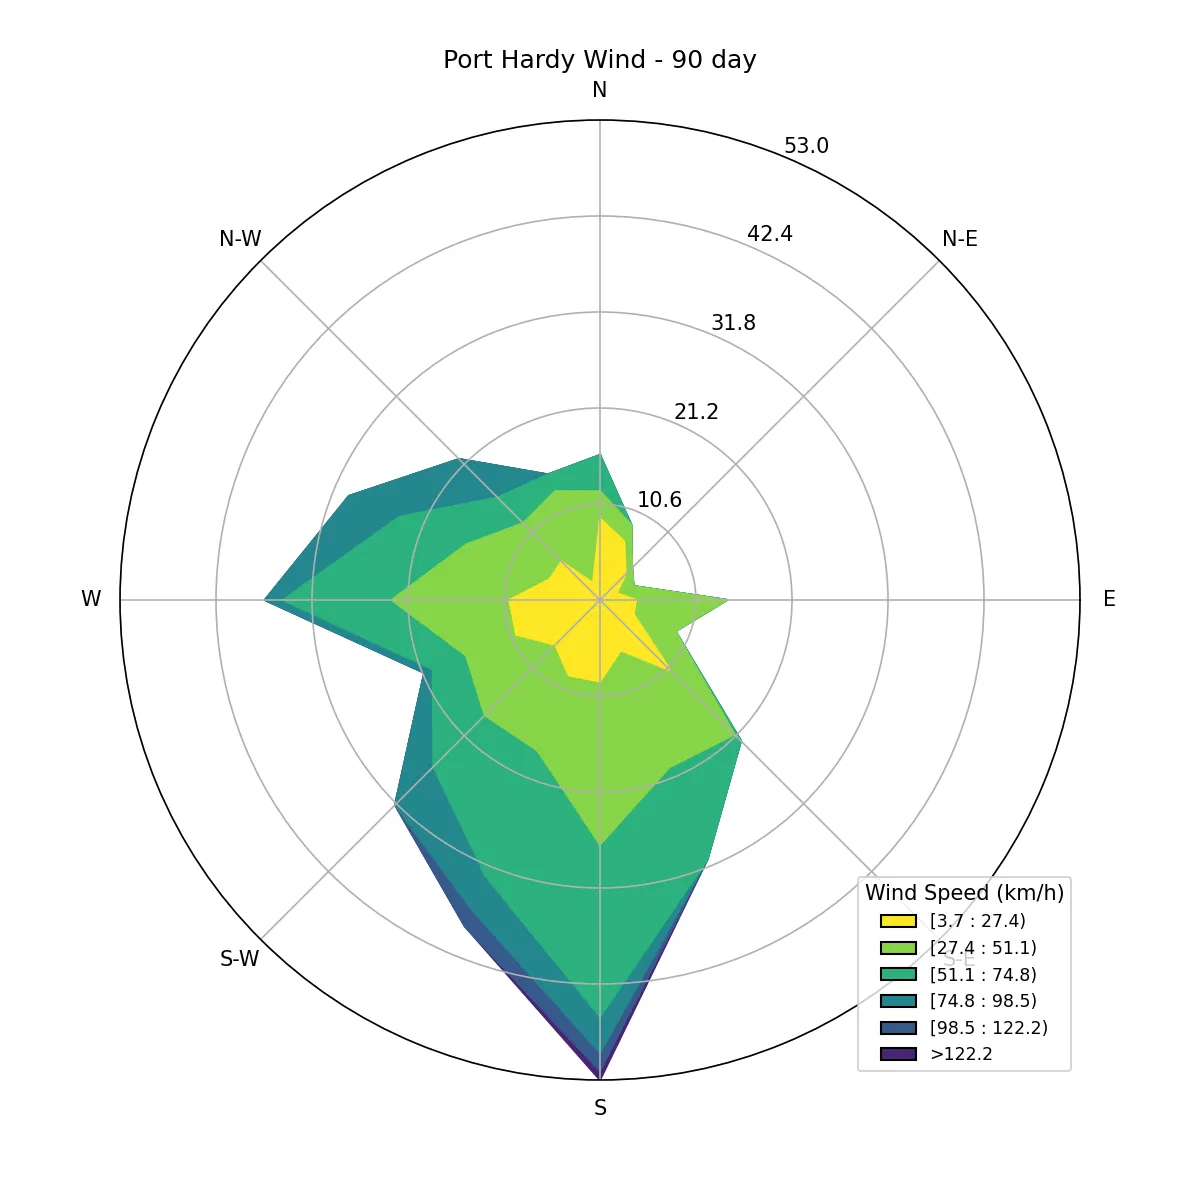 Port Hardy Wind - 90 day
N
53.0
N-W
N-E
42.4
31.8
21.2
10.6
W
E
Wind Speed (km/h)
[3.7 : 27.4)
[27.4 : 51.1)
S-W
S-E
[51.1 : 74.8)
[74.8 : 98.5)
[98.5 : 122.2)
>122.2
S